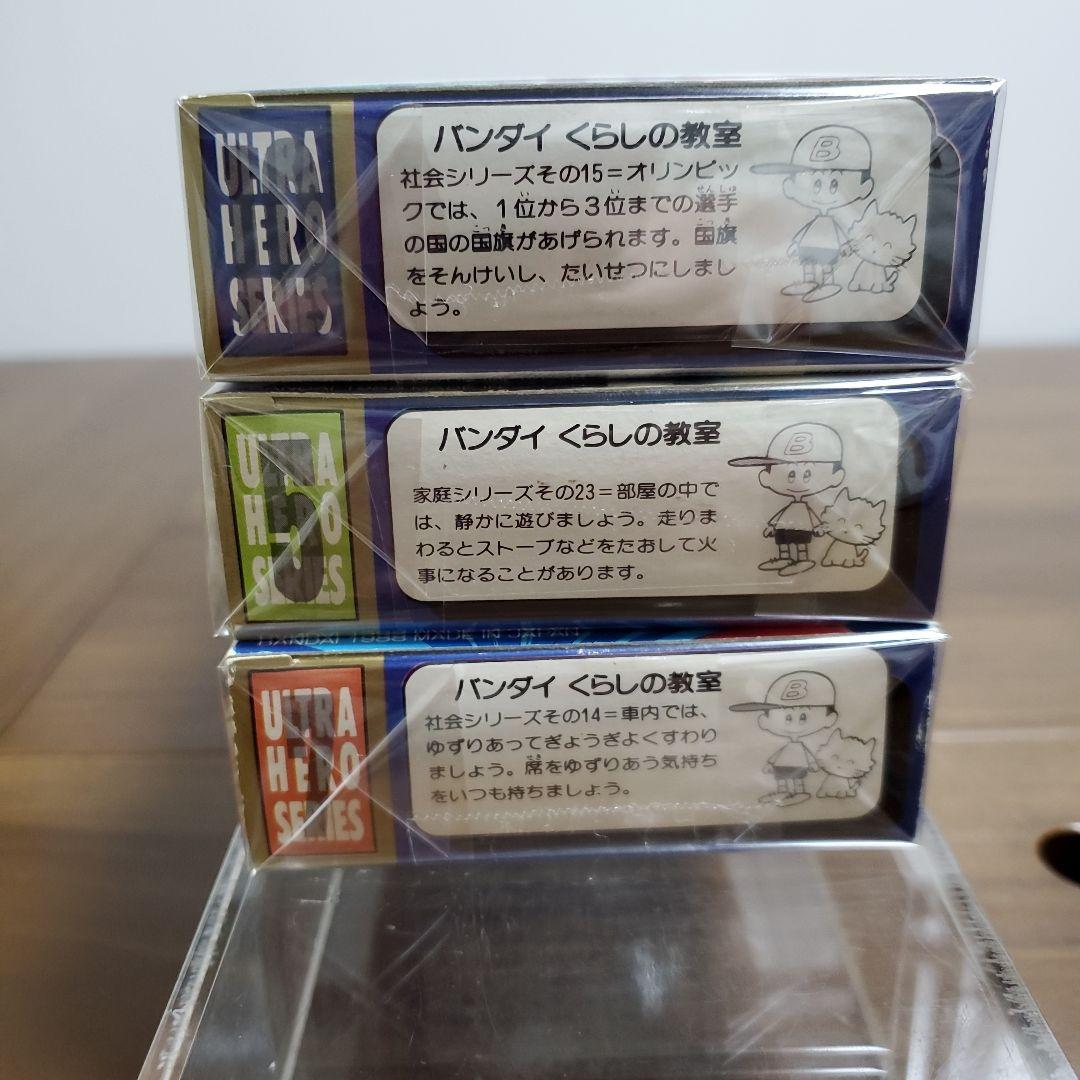 ULTRA
HERO
SERIES
バンダイ くらしの教室
社会シリーズその15=オリンピッ
クでは、1位から3位までの選手
の国の国旗があげられます。国旗
をそんけいし、たいせつにしまし
ょう。
B
ULTRA
HERO
SERIES
バンダイ くらしの教室
家庭シリーズその23=部屋の中で
は、静かに遊びましょう。走りま
わるとストーブなどをたおして火
事になることがあります。
B
BANDAI 1988 MADE IN JAPAN
ULTRA
HERO
SERIES
バンダイ くらしの教室
社会シリーズその14=車内では、
ゆずりあってぎょうぎよくすわり
ましょう。席をゆずりあう気持ち
をいつも持ちましょう。
B